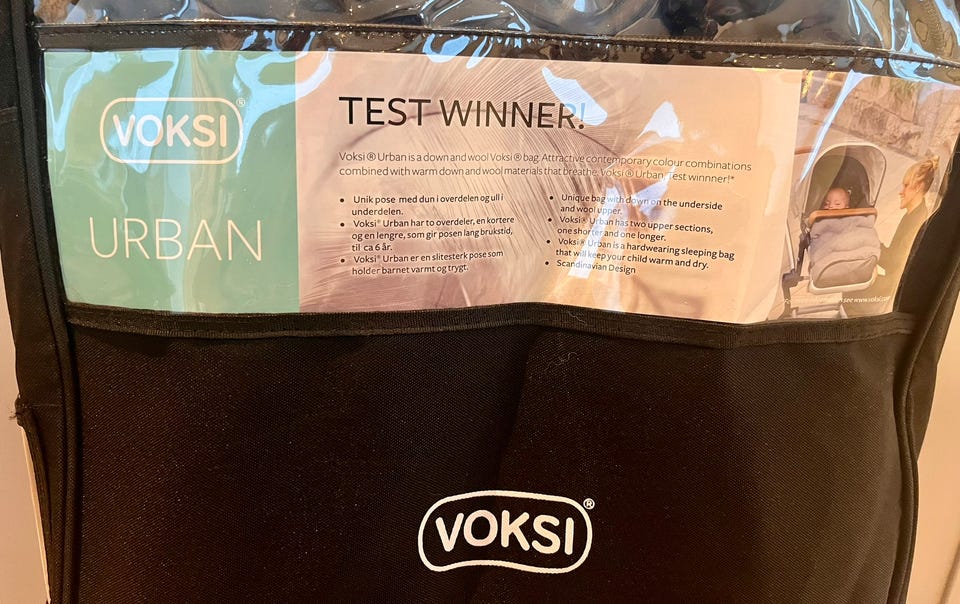 VOKSI®
URBAN
TEST WINNER!
Voksi ® Urban is a down and wool Voksi ® bag. Attractive contemporary colour combinations
combined with warm down and wool materials that breathe. Voksi ® Urban, Test winnner!*
• Unik pose med dun i overdelen og ull i
underdelen.
• Voksi® Urban har to overdeler, en kortere
og en lengre, som gir posen lang brukstid,
til ca 6 år.
• Voksi® Urban er en slitesterk pose som
holder barnet varmt og trygt.
• Unique bag with down on the underside
and wool upper.
• Voksi® Urban has two upper sections,
one shorter and one longer.
• Voksi® Urban is a hardwearing sleeping bag
that will keep your child warm and dry.
• Scandinavian Design
see www.voksi.com
VOKSI®